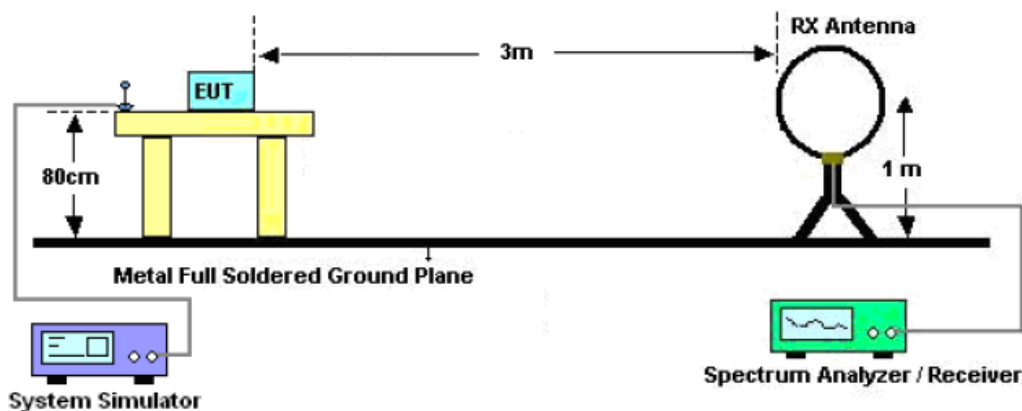 RX Antenna
3m
EUT
80cm
1 m
Metal Full Soldered Ground Plane
System Simulator
Spectrum Analyzer / Receiver